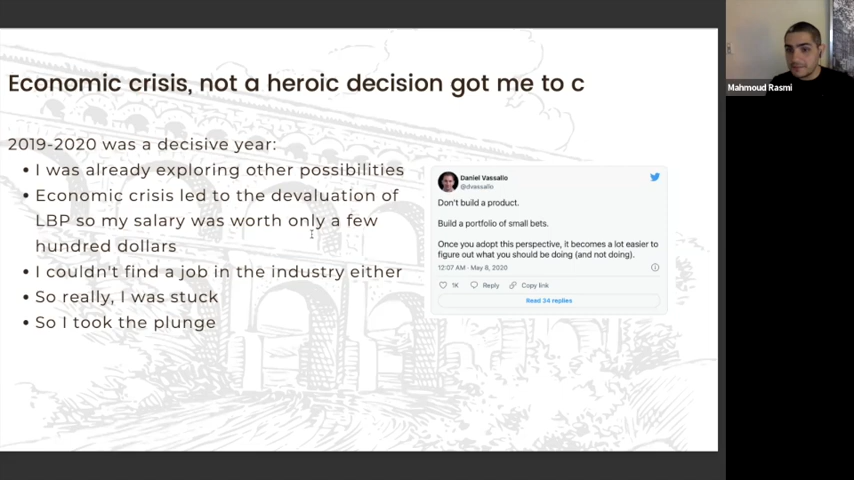 Economic crisis, not a heroic decision got me to c
2019-2020 was a decisive year:
• I was already exploring other possibilities
• Economic crisis led to the devaluation of
LBP so my salary was worth only a few
hundred dollars
• I couldn't find a job in the industry either
• So really, I was stuck
• So I took the plunge
Daniel Vassallo
@dvassallo
Don't build a product.
Build a portfolio of small bets.
Once you adopt this perspective, it becomes a lot easier to
figure out what you should be doing (and not doing).
12:07 AM · May 8, 2020
1K Reply Copy link
Read 34 replies
Mahmoud Rasmi